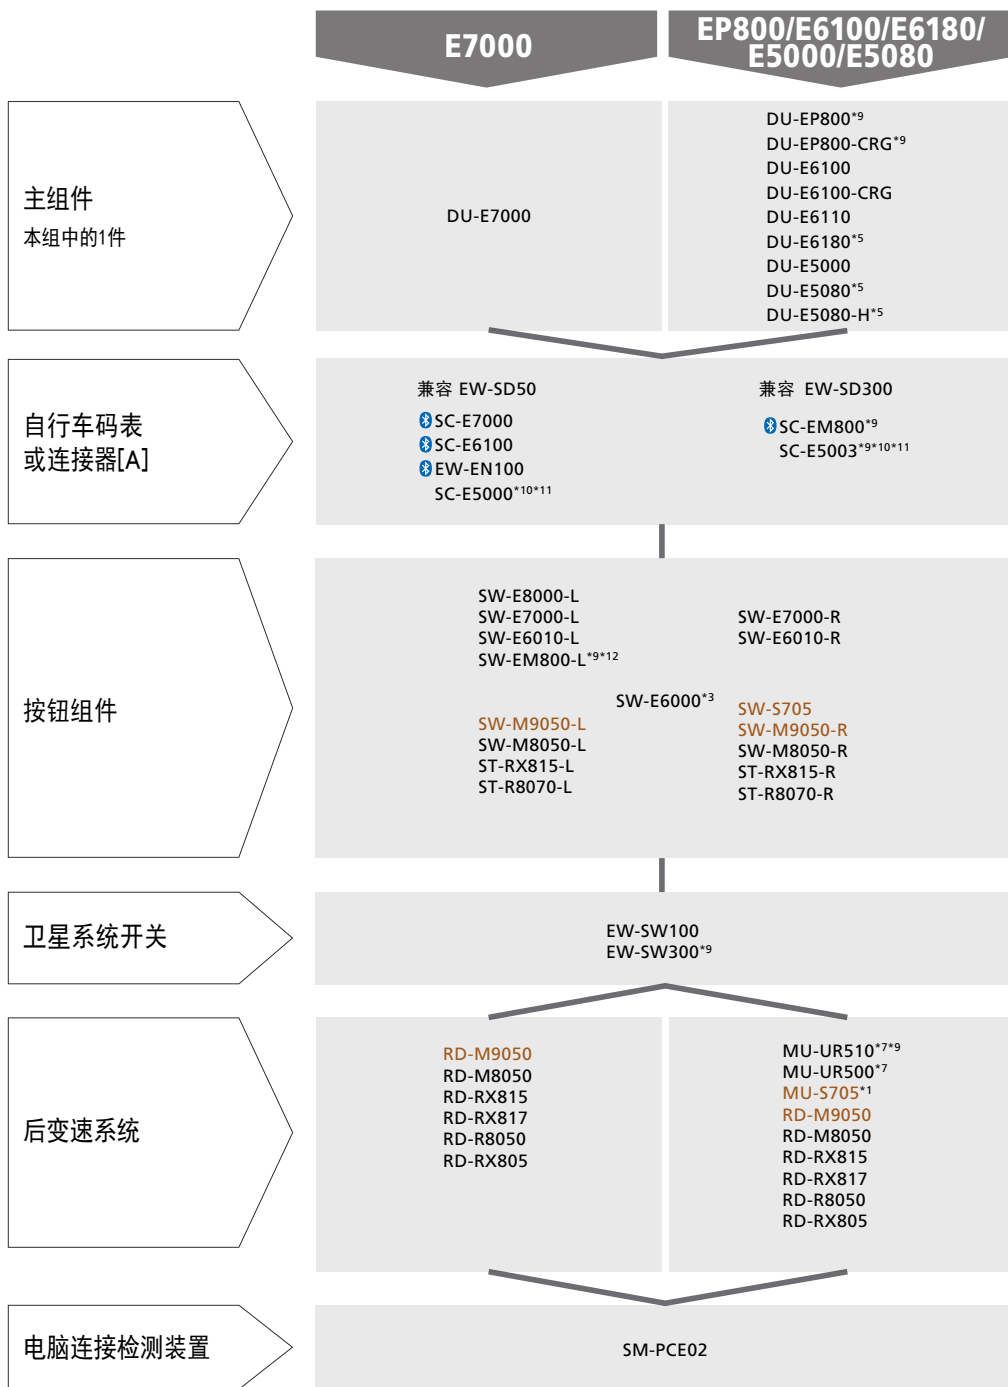 E7000
EP800/E6100/E6180/
E5000/E5080
主组件
本组中的1件
DU-E7000
DU-EP800*9
DU-EP800-CRG*9
DU-E6100
DU-E6100-CRG
DU-E6110
DU-E6180*5
DU-E5000
DU-E5080*5
DU-E5080-H*5
自行车码表
或连接器[A]
兼容 EW-SD50
SC-E7000
SC-E6100
EW-EN100
SC-E5000*10*11
兼容 EW-SD300
SC-EM800*9
SC-E5003*9*10*11
按钮组件
SW-E8000-L
SW-E7000-L
SW-E6010-L
SW-EM800-L*9*12
SW-E7000-R
SW-E6010-R
SW-E6000*3
SW-M9050-L
SW-M8050-L
ST-RX815-L
ST-R8070-L
SW-S705
SW-M9050-R
SW-M8050-R
ST-RX815-R
ST-R8070-R
卫星系统开关
EW-SW100
EW-SW300*9
后变速系统
RD-M9050
RD-M8050
RD-RX815
RD-RX817
RD-R8050
RD-RX805
MU-UR510*7*9
MU-UR500*7
MU-S705*1
RD-M9050
RD-M8050
RD-RX815
RD-RX817
RD-R8050
RD-RX805
电脑连接检测装置
SM-PCE02